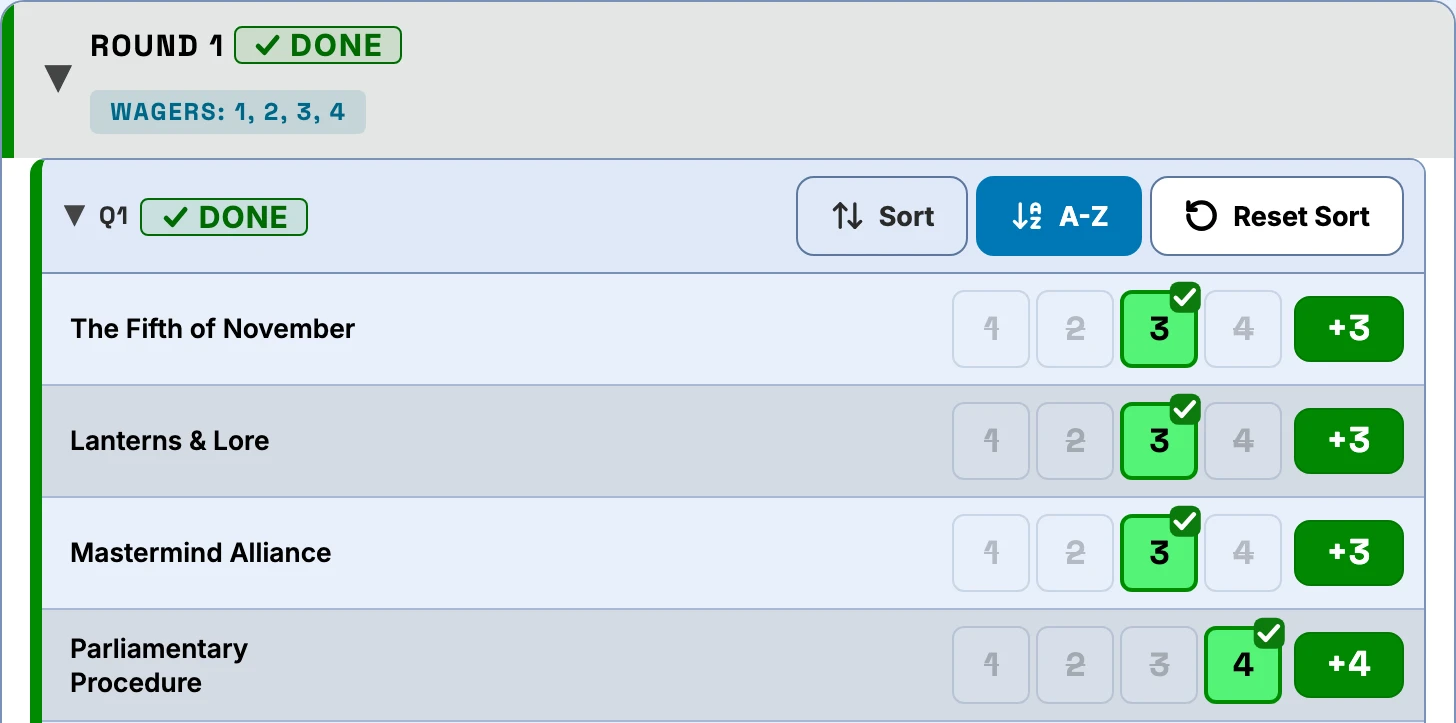 ROUND 1 DONE
WAGERS: 1, 2, 3, 4
Q1 DONE Sort A-Z Reset Sort
The Fifth of November 1 2 3 4 +3
Lanterns & Lore 1 2 3 4 +3
Mastermind Alliance 1 2 3 4 +3
Parliamentary
Procedure 1 2 3 4 +4